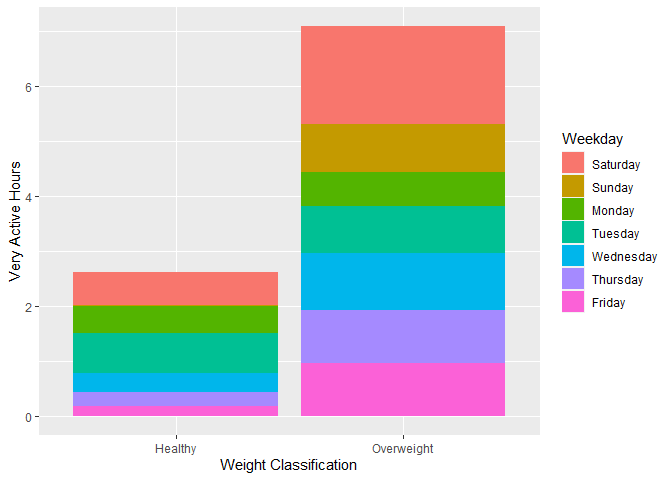 Very Active Hours
6
4
2
0
Healthy
Overweight
Weight Classification
Weekday
Saturday
Sunday
Monday
Tuesday
Wednesday
Thursday
Friday